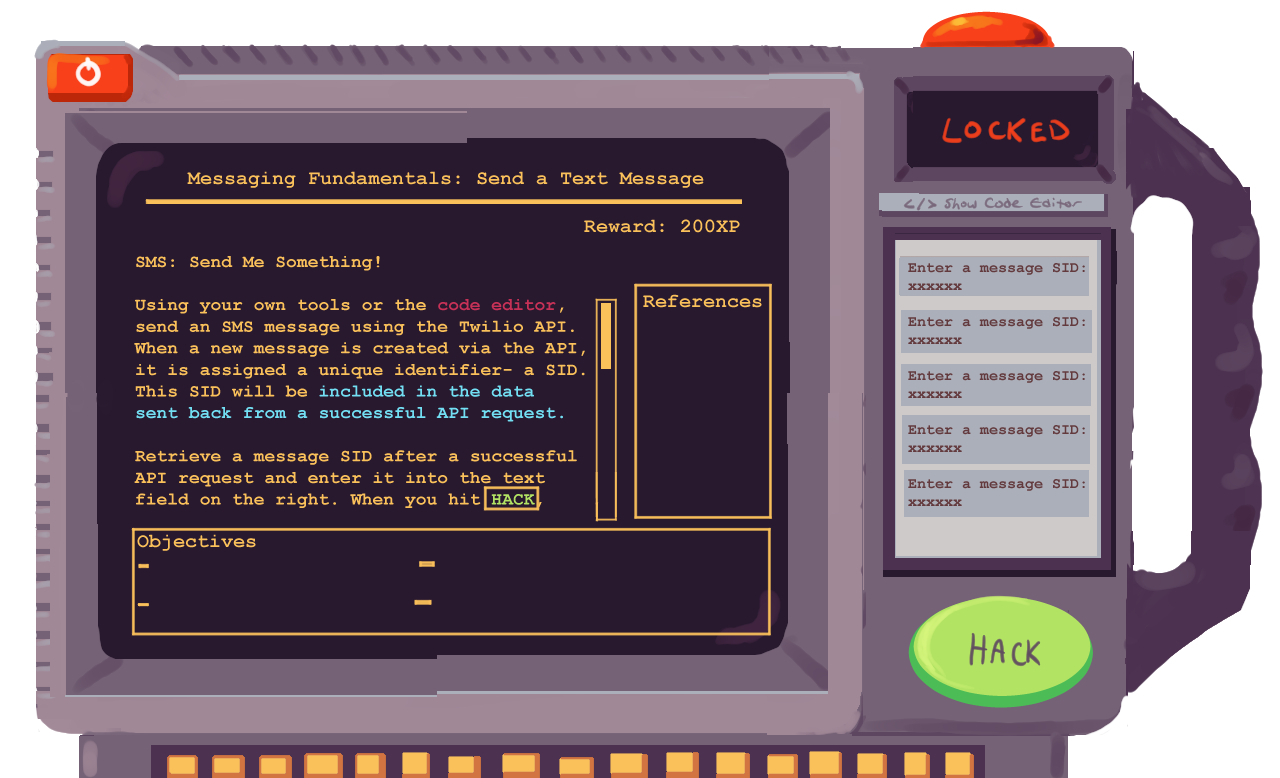 LOCKED
Messaging Fundamentals: Send a Text Message
Reward: 200XP
</> Show Code Editor
SMS: Send Me Something!
Using your own tools or the code editor,
send an SMS message using the Twilio API.
When a new message is created via the API,
it is assigned a unique identifier- a SID.
This SID will be included in the data
sent back from a successful API request.
Retrieve a message SID after a successful
API request and enter it into the text
field on the right. When you hit HACK,
References
Objectives
Enter a message SID:
xxxxxx
Enter a message SID:
xxxxxx
Enter a message SID:
xxxxxx
Enter a message SID:
xxxxxx
Enter a message SID:
xxxxxx
HACK